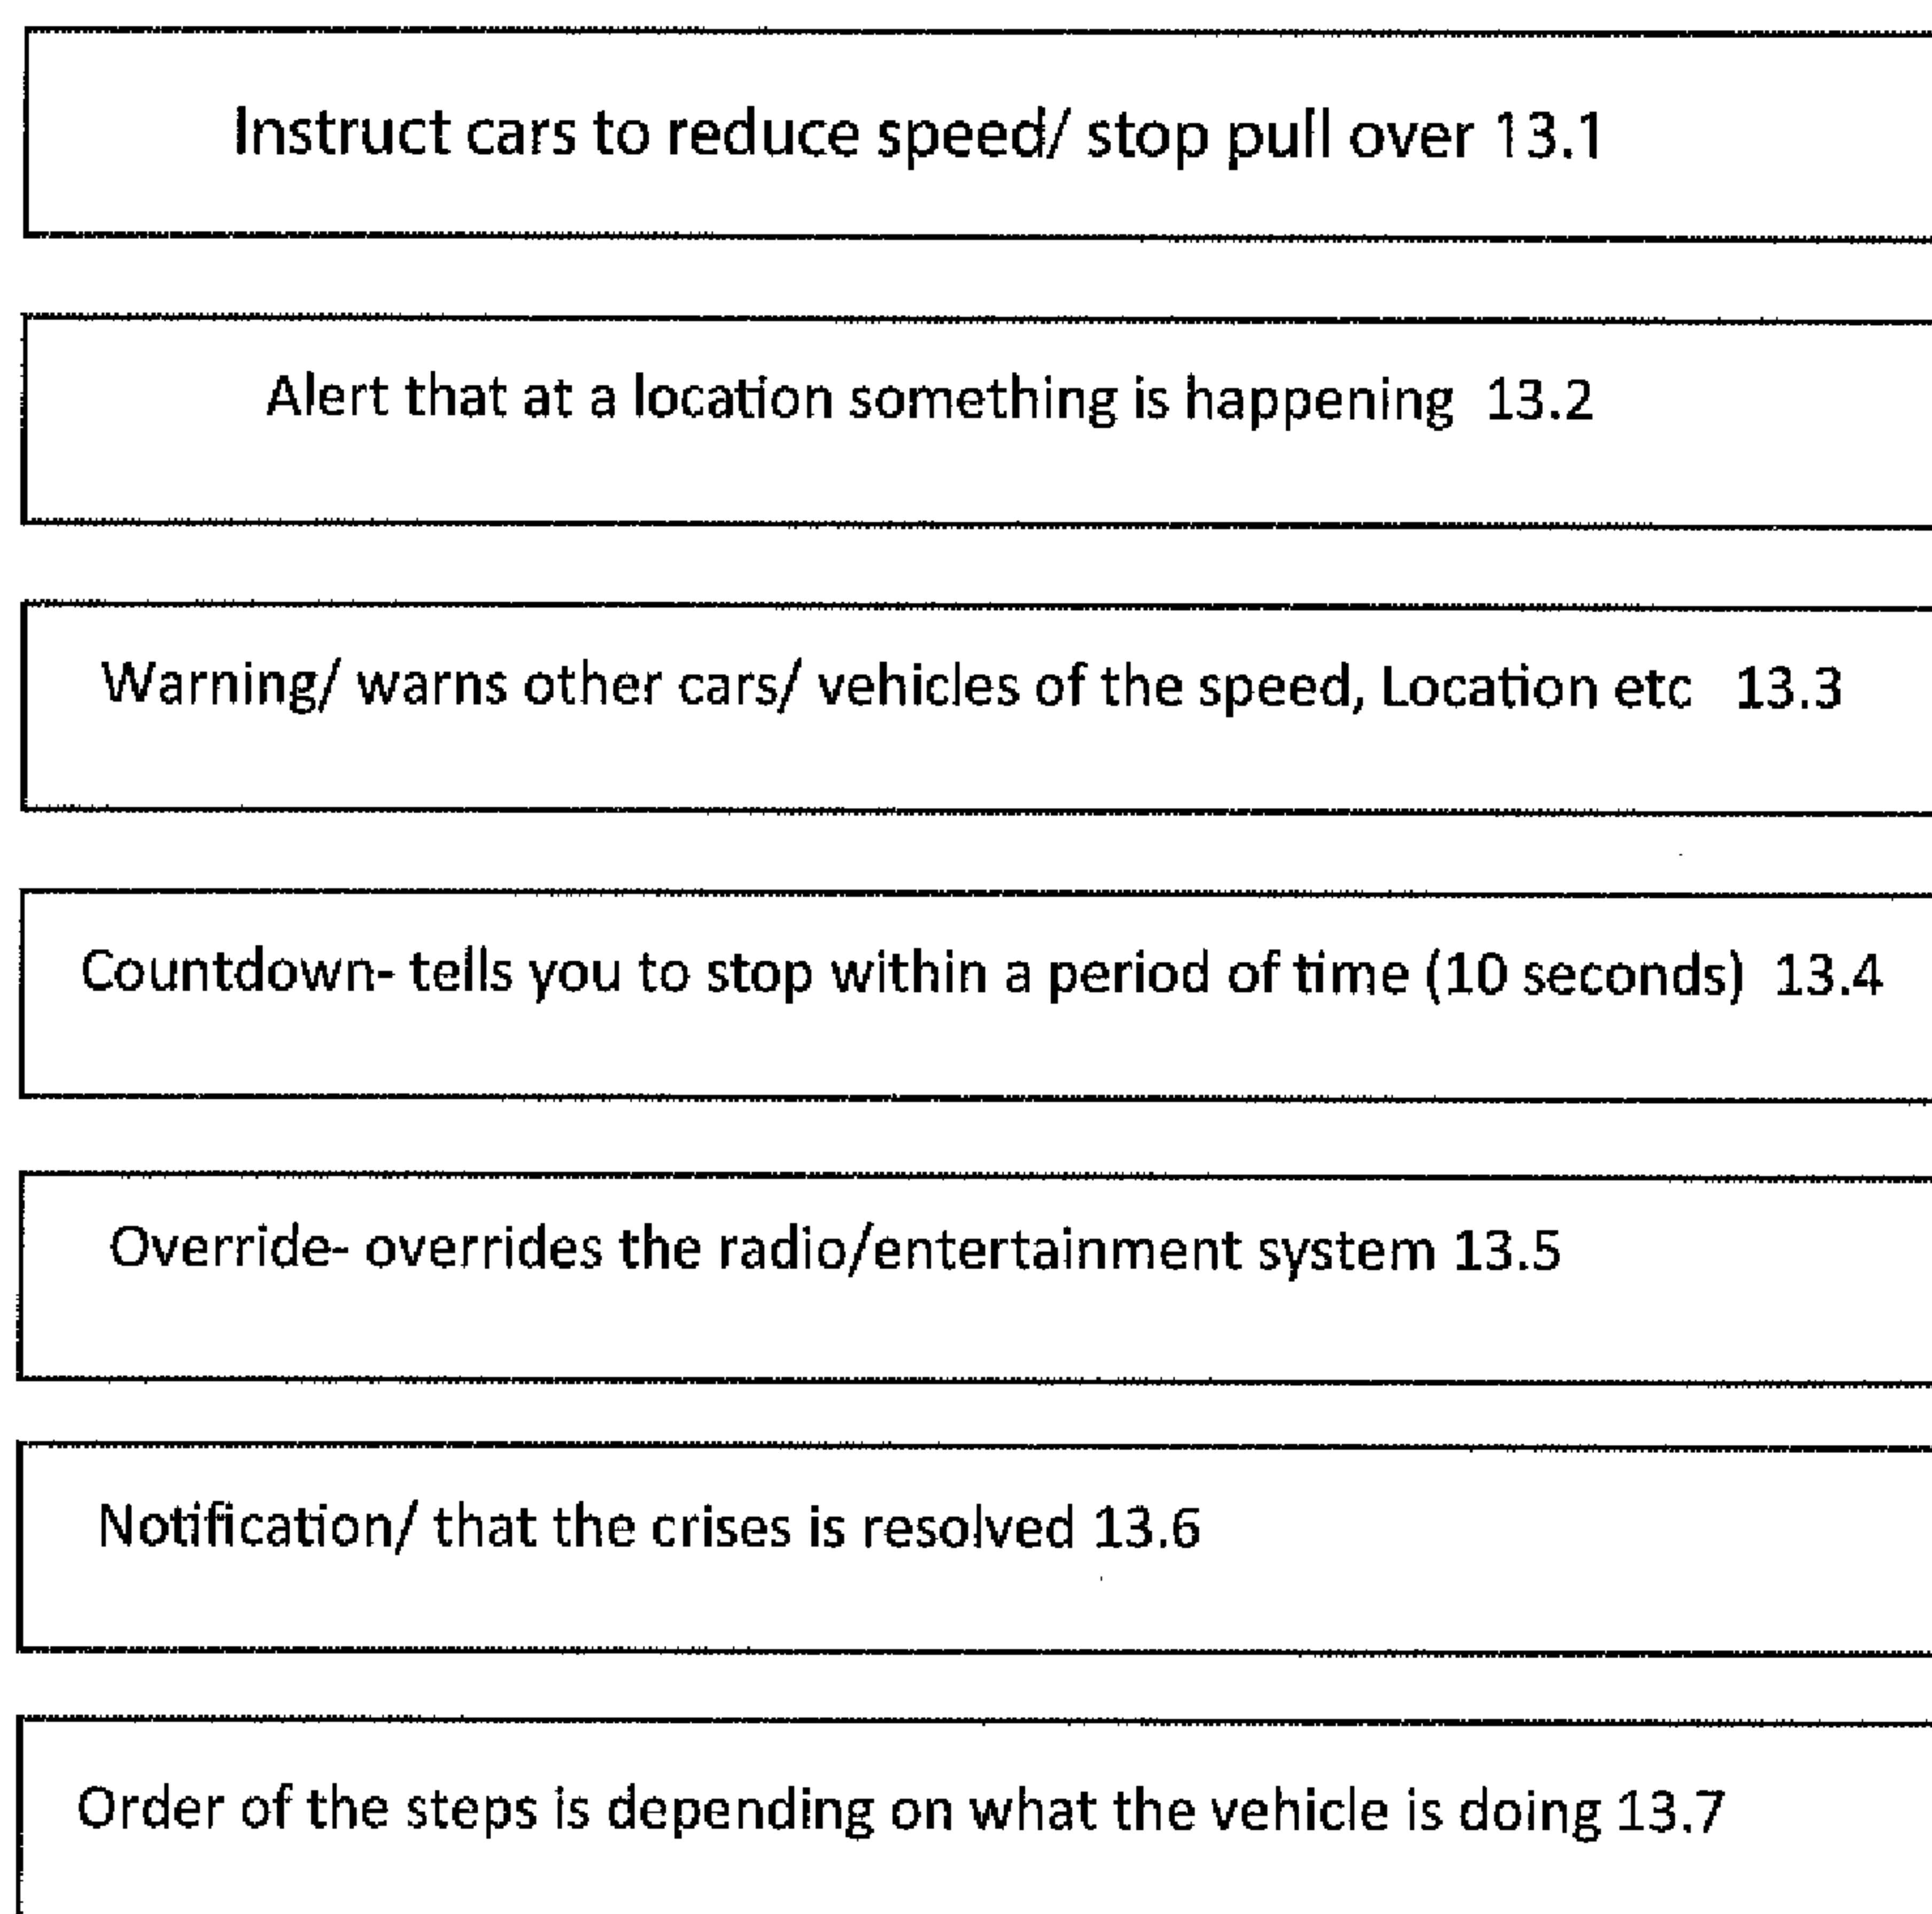 Instruct cars to reduce speed/ stop pull over 13.1
Alert that at a location something is happening 13.2
Warning/ warns other cars/ vehicles of the speed, Location etc 13.3
Countdown- tells you to stop within a period of time (10 seconds) 13.4
Override- overrides the radio/entertainment system 13.5
Notification/ that the crises is resolved 13.6
Order of the steps is depending on what the vehicle is doing 13.7